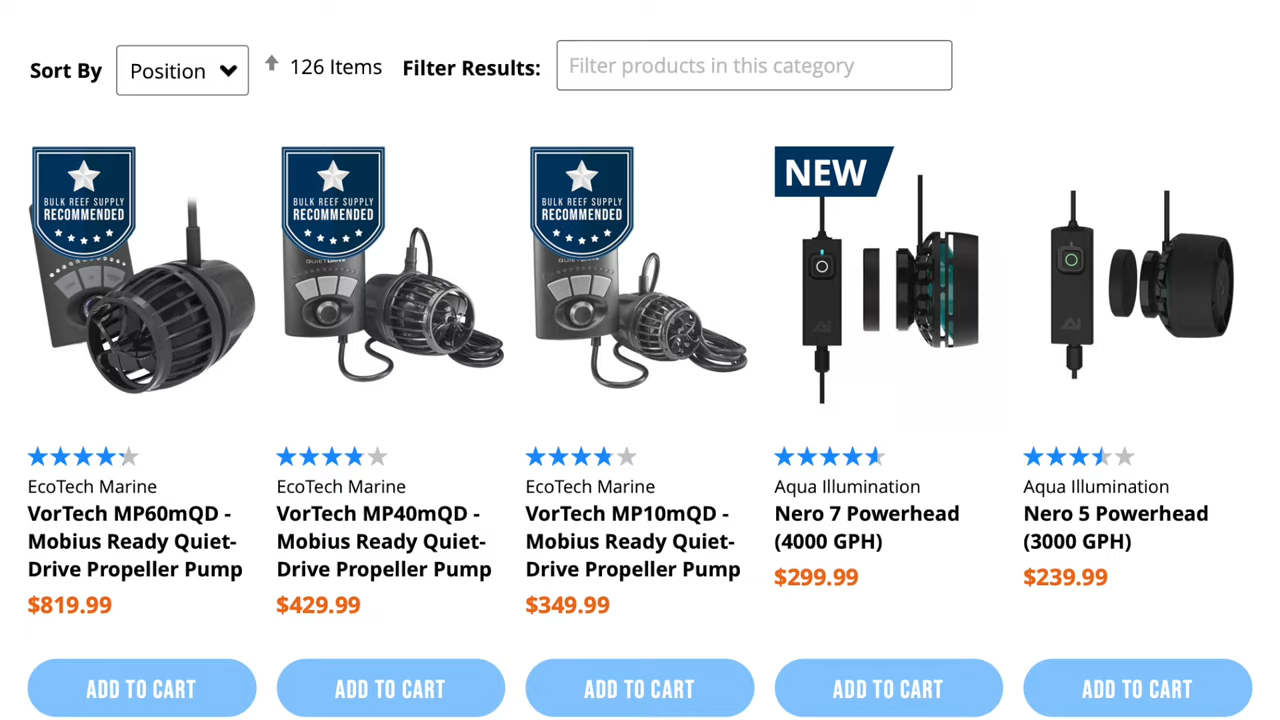 Sort By
Position
126 Items
Filter Results:
Filter products in this category
BULK REEF SUPPLY
RECOMMENDED
BULK REEF SUPPLY
RECOMMENDED
BULK REEF SUPPLY
RECOMMENDED
NEW
AI
AI
EcoTech Marine
VorTech MP60mQD -
Mobius Ready Quiet-
Drive Propeller Pump
$819.99
ADD TO CART
EcoTech Marine
VorTech MP40mQD -
Mobius Ready Quiet-
Drive Propeller Pump
$429.99
ADD TO CART
EcoTech Marine
VorTech MP10mQD -
Mobius Ready Quiet-
Drive Propeller Pump
$349.99
ADD TO CART
Aqua Illumination
Nero 7 Powerhead
(4000 GPH)
$299.99
ADD TO CART
Aqua Illumination
Nero 5 Powerhead
(3000 GPH)
$239.99
ADD TO CART